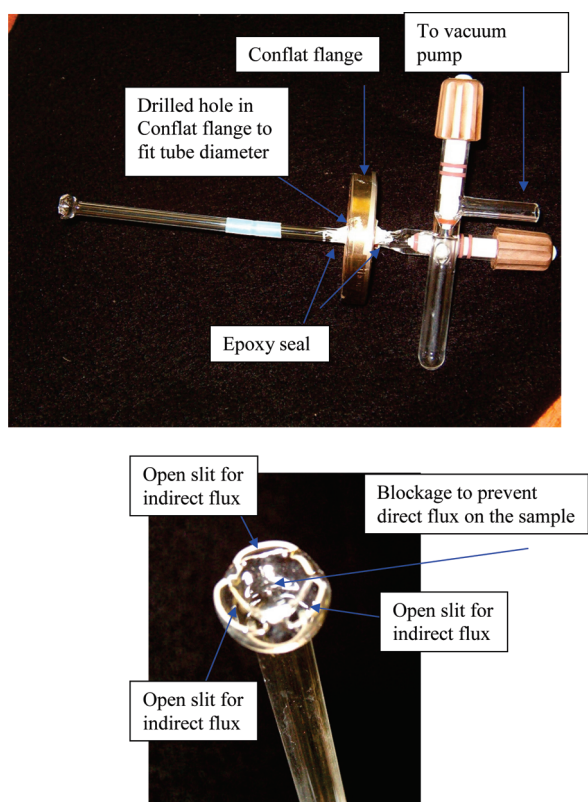 To vacuum
pump
Conflat flange
Drilled hole in
Conflat flange to
fit tube diameter
Epoxy seal
Open slit for
indirect flux
Blockage to prevent
direct flux on the sample
Open slit for
indirect flux
Open slit for
indirect flux